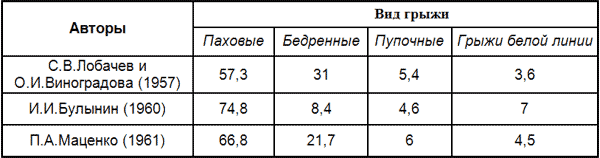 Авторы
Вид грыжи
Паховые Бедренные Пупочные Грыжи белой линии
С.В.Лобачев и
О.И.Виноградова (1957) 57,3 31 5,4 3,6
И.И.Булынин (1960) 74,8 8,4 4,6 7
П.А.Маценко (1961) 66,8 21,7 6 4,5